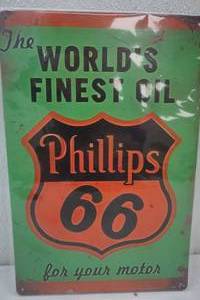 The
WORLD'S
FINEST OIL
Phillips
66
for your motor